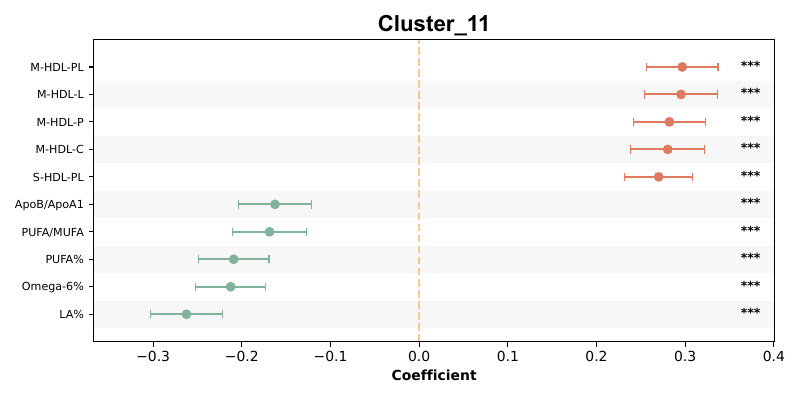 Cluster_11
M-HDL-PL ***
M-HDL-L ***
M-HDL-P ***
M-HDL-C ***
S-HDL-PL ***
ApoB/ApoA1 ***
PUFA/MUFA ***
PUFA% ***
Omega-6% ***
LA% ***
−0.3 −0.2 −0.1 0.0 0.1 0.2 0.3 0.4
Coefficient